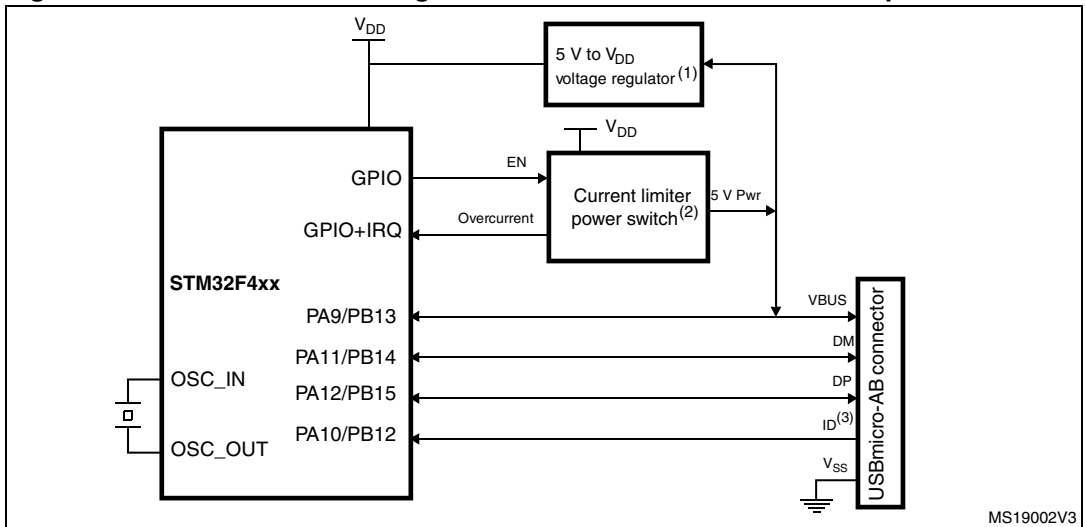 VDD
5 V to VDD
voltage regulator(1)
VDD
EN
GPIO
Current limiter
power switch(2)
5 V Pwr
Overcurrent
GPIO+IRQ
STM32F4xx
PA9/PB13
VBUS
PA11/PB14
DM
OSC_IN
PA12/PB15
DP
PA10/PB12
ID(3)
OSC_OUT
VSS
USBmicro-AB connector
MS19002V3